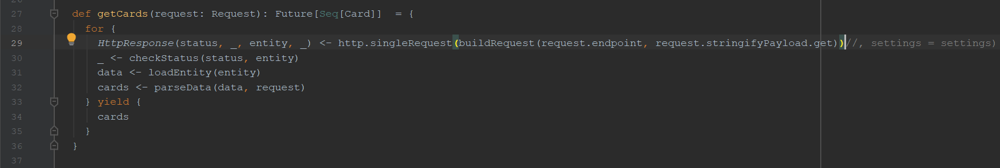 27 def getCards(request: Request): Future[Seq[Card]]  = {
28 for {
29 HttpResponse(status, _, entity, _) <- http.singleRequest(buildRequest(request.endpoint, request.stringifyPayload.get))//, settings = settings)
30 _ <- checkStatus(status, entity)
31 data <- loadEntity(entity)
32 cards <- parseData(data, request)
33 } yield {
34 cards
35 }
36 }
37